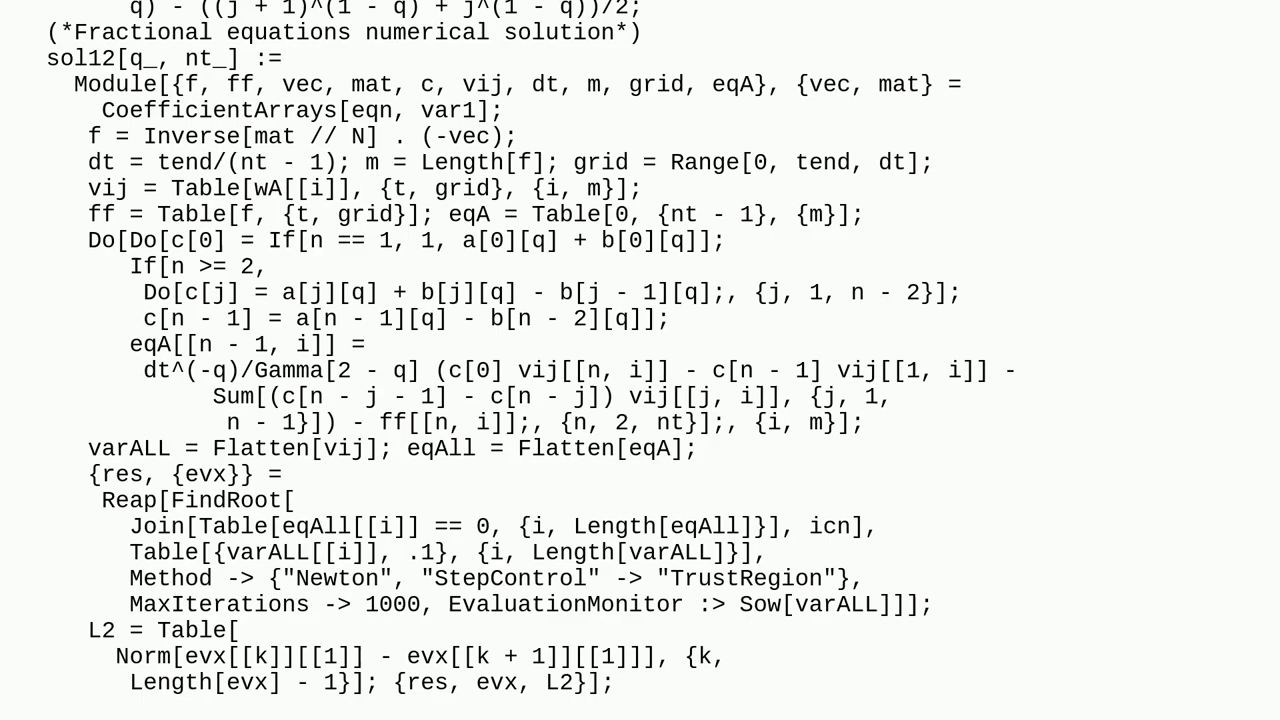 q) - ((j + 1)^(1 - q) + j^(1 - q))/2;
(*Fractional equations numerical solution*)
sol12[q_, nt_] :=
Module[{f, ff, vec, mat, c, vij, dt, m, grid, eqA}, {vec, mat} =
CoefficientArrays[eqn, var1];
f = Inverse[mat // N] . (-vec);
dt = tend/(nt - 1); m = Length[f]; grid = Range[0, tend, dt];
vij = Table[wA[[i]], {t, grid}, {i, m}];
ff = Table[f, {t, grid}]; eqA = Table[0, {nt - 1}, {m}];
Do[Do[c[0] = If[n == 1, 1, a[0][q] + b[0][q]];
If[n >= 2,
Do[c[j] = a[j][q] + b[j][q] - b[j - 1][q];, {j, 1, n - 2}];
c[n - 1] = a[n - 1][q] - b[n - 2][q]];
eqA[[n - 1, i]] =
dt^(-q)/Gamma[2 - q] (c[0] vij[[n, i]] - c[n - 1] vij[[1, i]] -
Sum[(c[n - j - 1] - c[n - j]) vij[[j, i]], {j, 1,
n - 1}]) - ff[[n, i]];, {n, 2, nt}];, {i, m}];
varALL = Flatten[vij]; eqAll = Flatten[eqA];
{res, {evx}} =
Reap[FindRoot[
Join[Table[eqAll[[i]] == 0, {i, Length[eqAll]}], icn],
Table[{varALL[[i]], .1}, {i, Length[varALL]}],
Method -> {"Newton", "StepControl" -> "TrustRegion"},
MaxIterations -> 1000, EvaluationMonitor :> Sow[varALL]]];
L2 = Table[
Norm[evx[[k]][[1]] - evx[[k + 1]][[1]]], {k,
Length[evx] - 1}]; {res, evx, L2}];